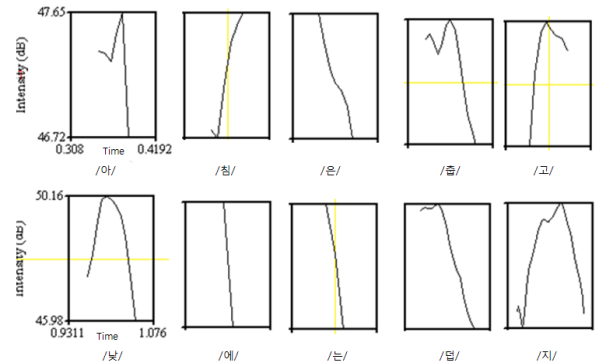 47.65
Intensity (dB)
46.72
0.308 Time 0.4192
/아/ /침/ /은/ /춥/ /고/
50.16
Intensity (dB)
45.98
0.9311 Time 1.076
/낮/ /에/ /는/ /덥/ /지/